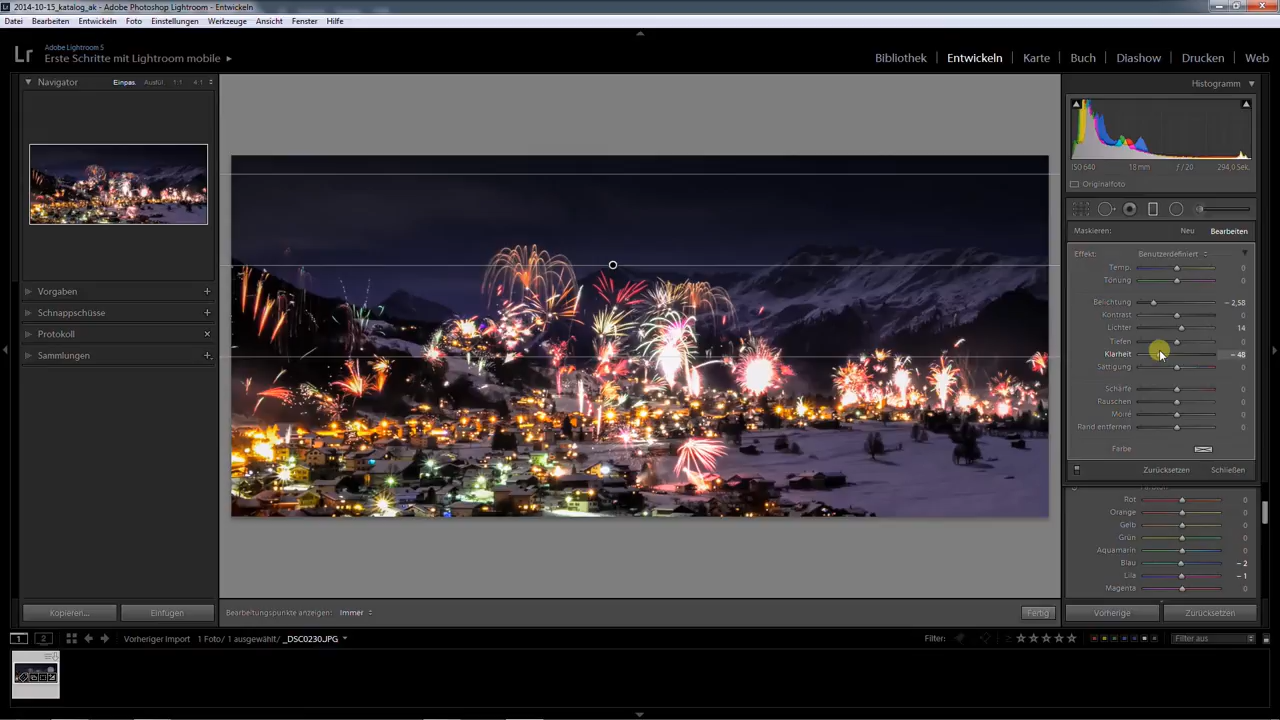 2014-10-15_katalog_ak - Adobe Photoshop Lightroom - Entwickeln
Datei Bearbeiten Entwickeln Foto Einstellungen Werkzeuge Ansicht Fenster Hilfe
Lr
Adobe Lightroom 5
Erste Schritte mit Lightroom mobile
Bibliothek Entwickeln Karte Buch Diashow Drucken Web
Navigator Einpas. Ausfül. 1:1 4:1
Histogramm
ISO 640 18 mm f / 20 294,0 Sek.
Originalfoto
Maskieren: Neu Bearbeiten
Effekt: Benutzerdefiniert
Temp. 0
Tönung 0
Belichtung - 2,58
Kontrast 0
Lichter 14
Tiefen 0
Klarheit - 48
Sättigung 0
Schärfe 0
Rauschen 0
Moiré 0
Rand entfernen 0
Farbe
Zurücksetzen Schließen
Vorgaben
Schnappschüsse
Protokoll
Sammlungen
Rot 0
Orange 0
Gelb 0
Grün 0
Aquamarin 0
Blau - 2
Lila - 1
Magenta 0
Kopieren... Einfügen
Bearbeitungspunkte anzeigen: Immer
Fertig
Vorherige Zurücksetzen
1 2 Vorheriger Import 1 Foto/ 1 ausgewählt/ _DSC0230.JPG
Filter: Filter aus